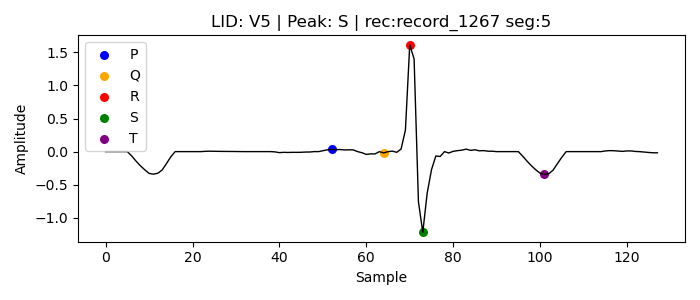 LID: V5 | Peak: S | rec:record_1267 seg:5
P
Q
R
S
T
Amplitude
1.5
1.0
0.5
0.0
−0.5
−1.0
0 20 40 60 80 100 120
Sample